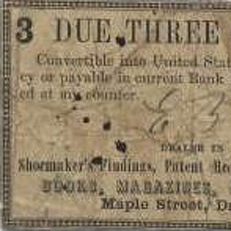 3 DUE THREE
Convertible into United Stat
cy or payable in current Bank
ed at my counter.
DEALER IN
Shoemaker's Findings, Patent
BOOKS, MAGAZINES,
Maple Street,